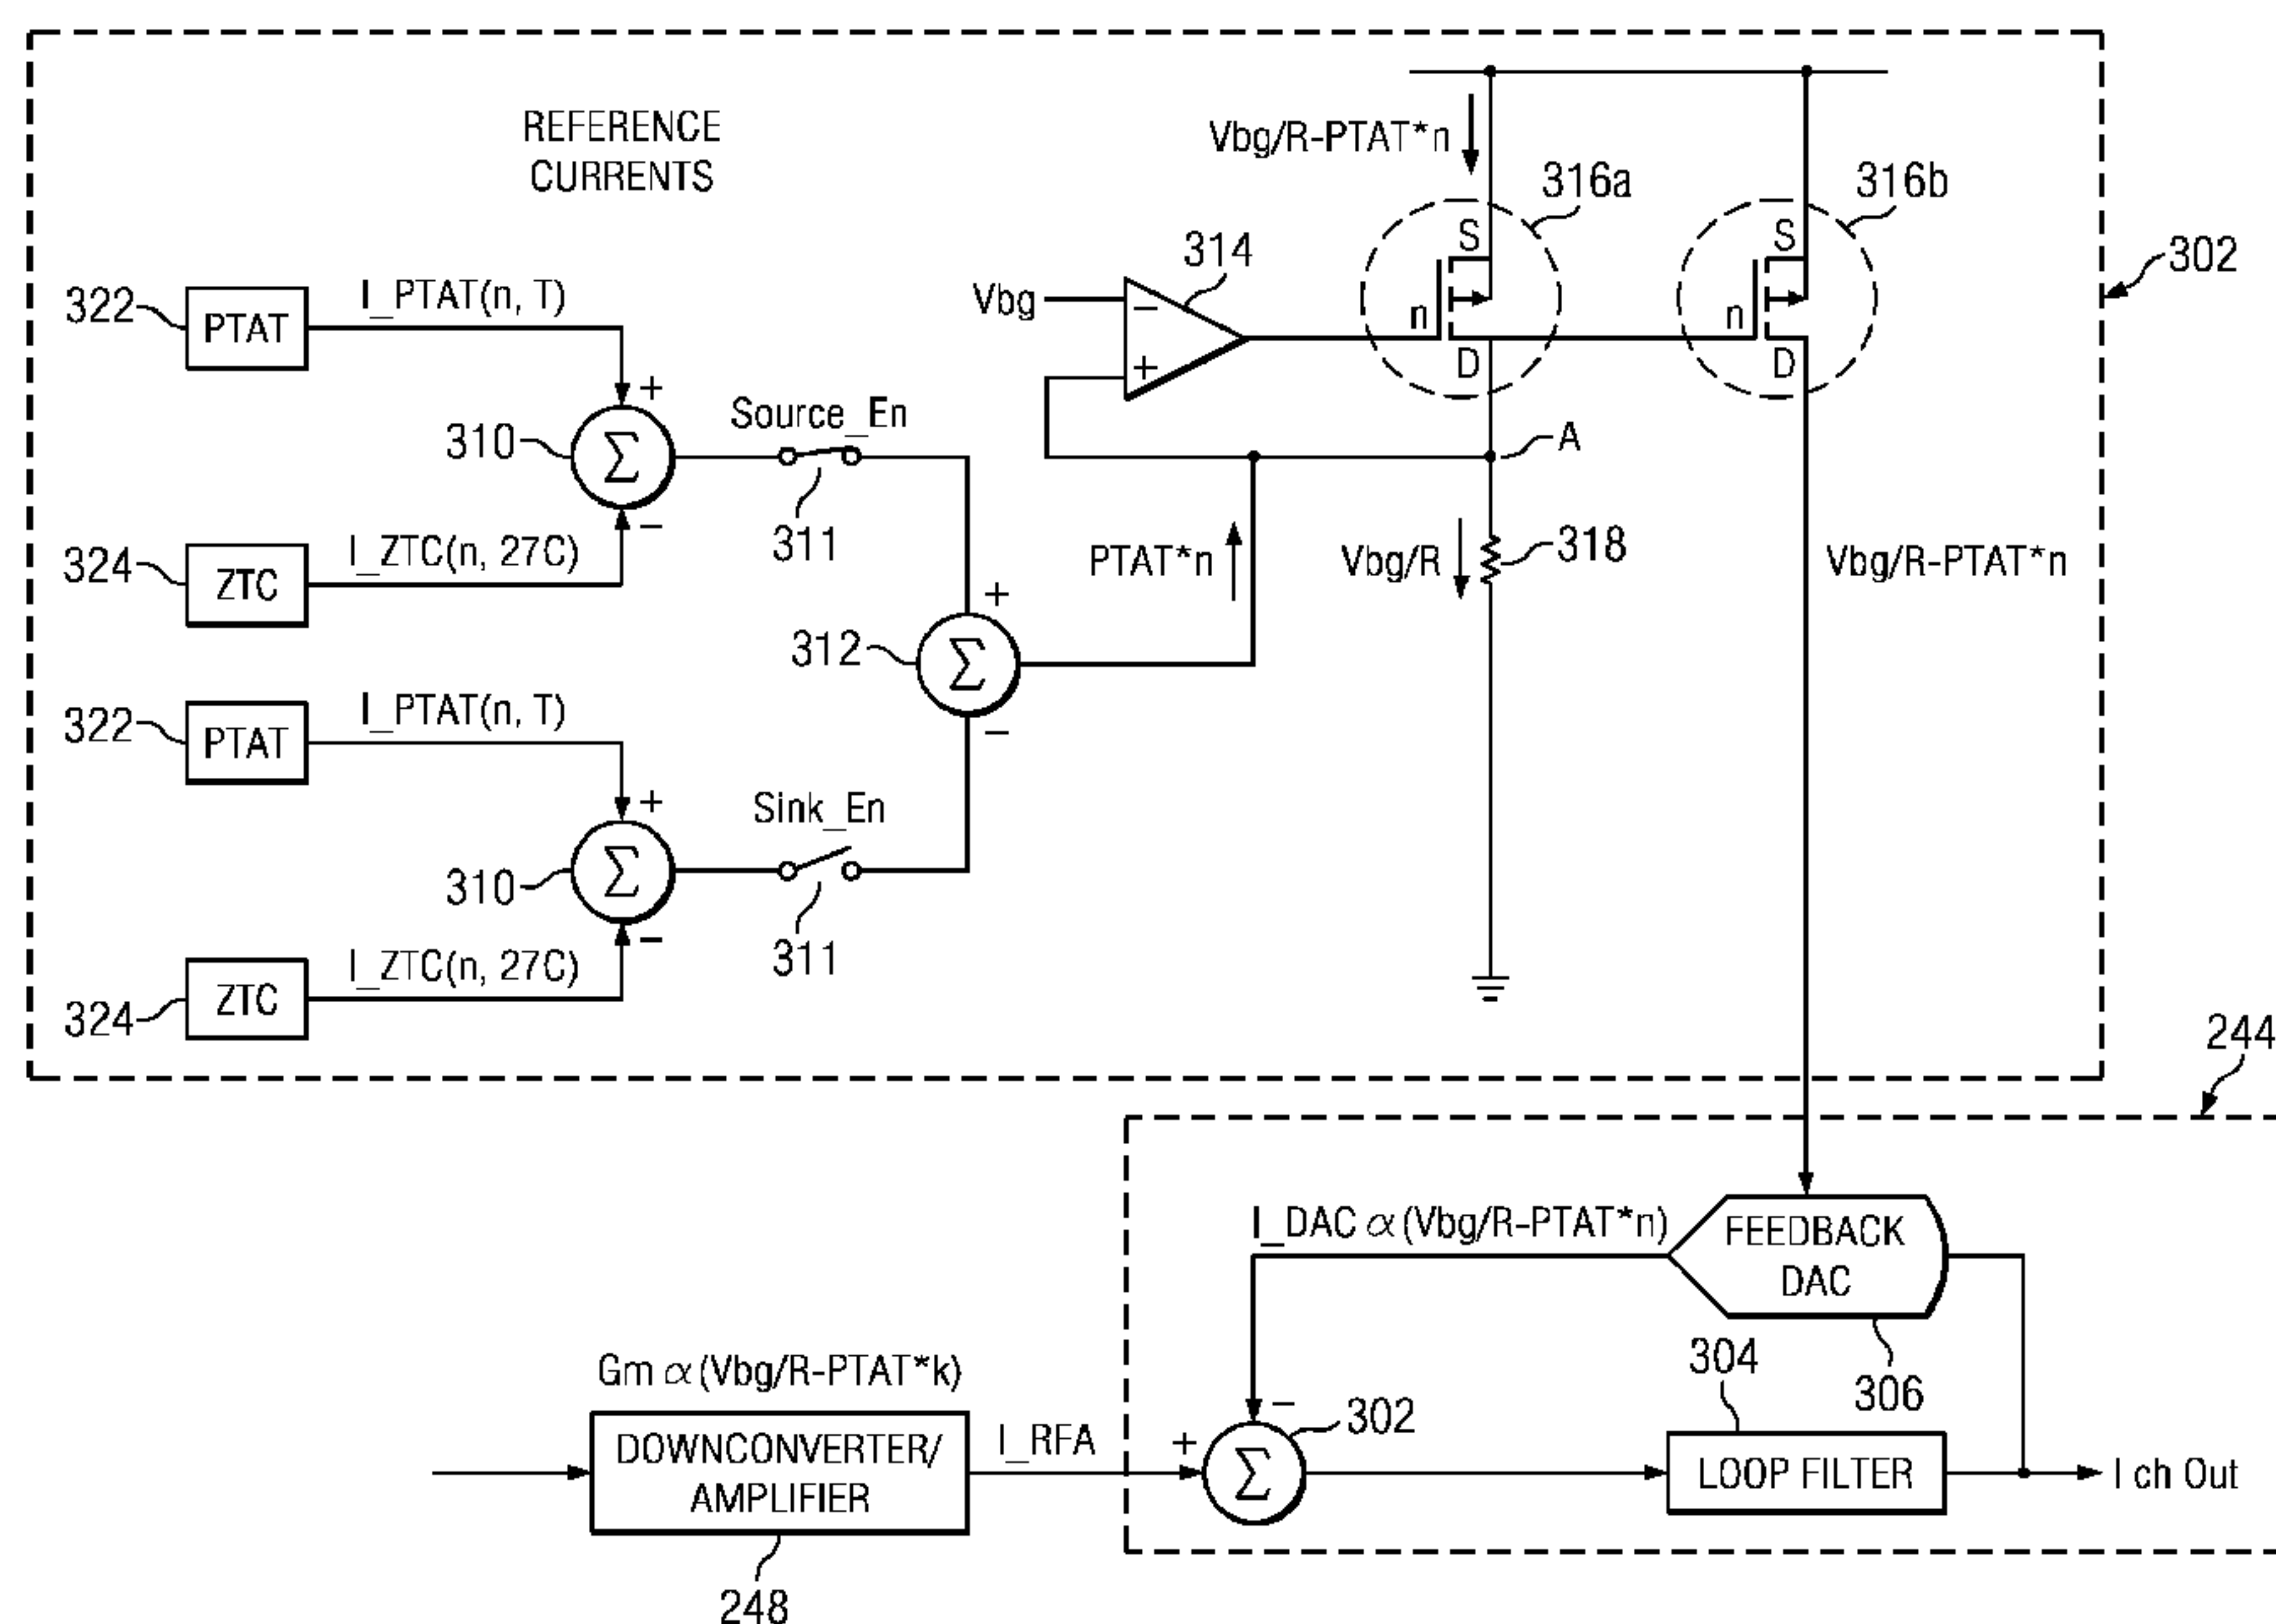 REFERENCE
CURRENTS
Vbg/R-PTAT*n
316a
316b
302
314
Vbg
−
+
S
n
D
S
n
D
A
322
PTAT
I_PTAT(n, T)
+
310
Σ
Source_En
311
−
324
ZTC
I_ZTC(n, 27C)
PTAT*n
Vbg/R
318
Vbg/R-PTAT*n
+
312
Σ
−
322
PTAT
I_PTAT(n, T)
+
310
Σ
Sink_En
311
−
324
ZTC
I_ZTC(n, 27C)
244
I_DAC α (Vbg/R-PTAT*n)
FEEDBACK
DAC
306
Gm α (Vbg/R-PTAT*k)
DOWNCONVERTER/
AMPLIFIER
248
I_RFA
+
−
Σ
302
304
LOOP FILTER
I ch Out